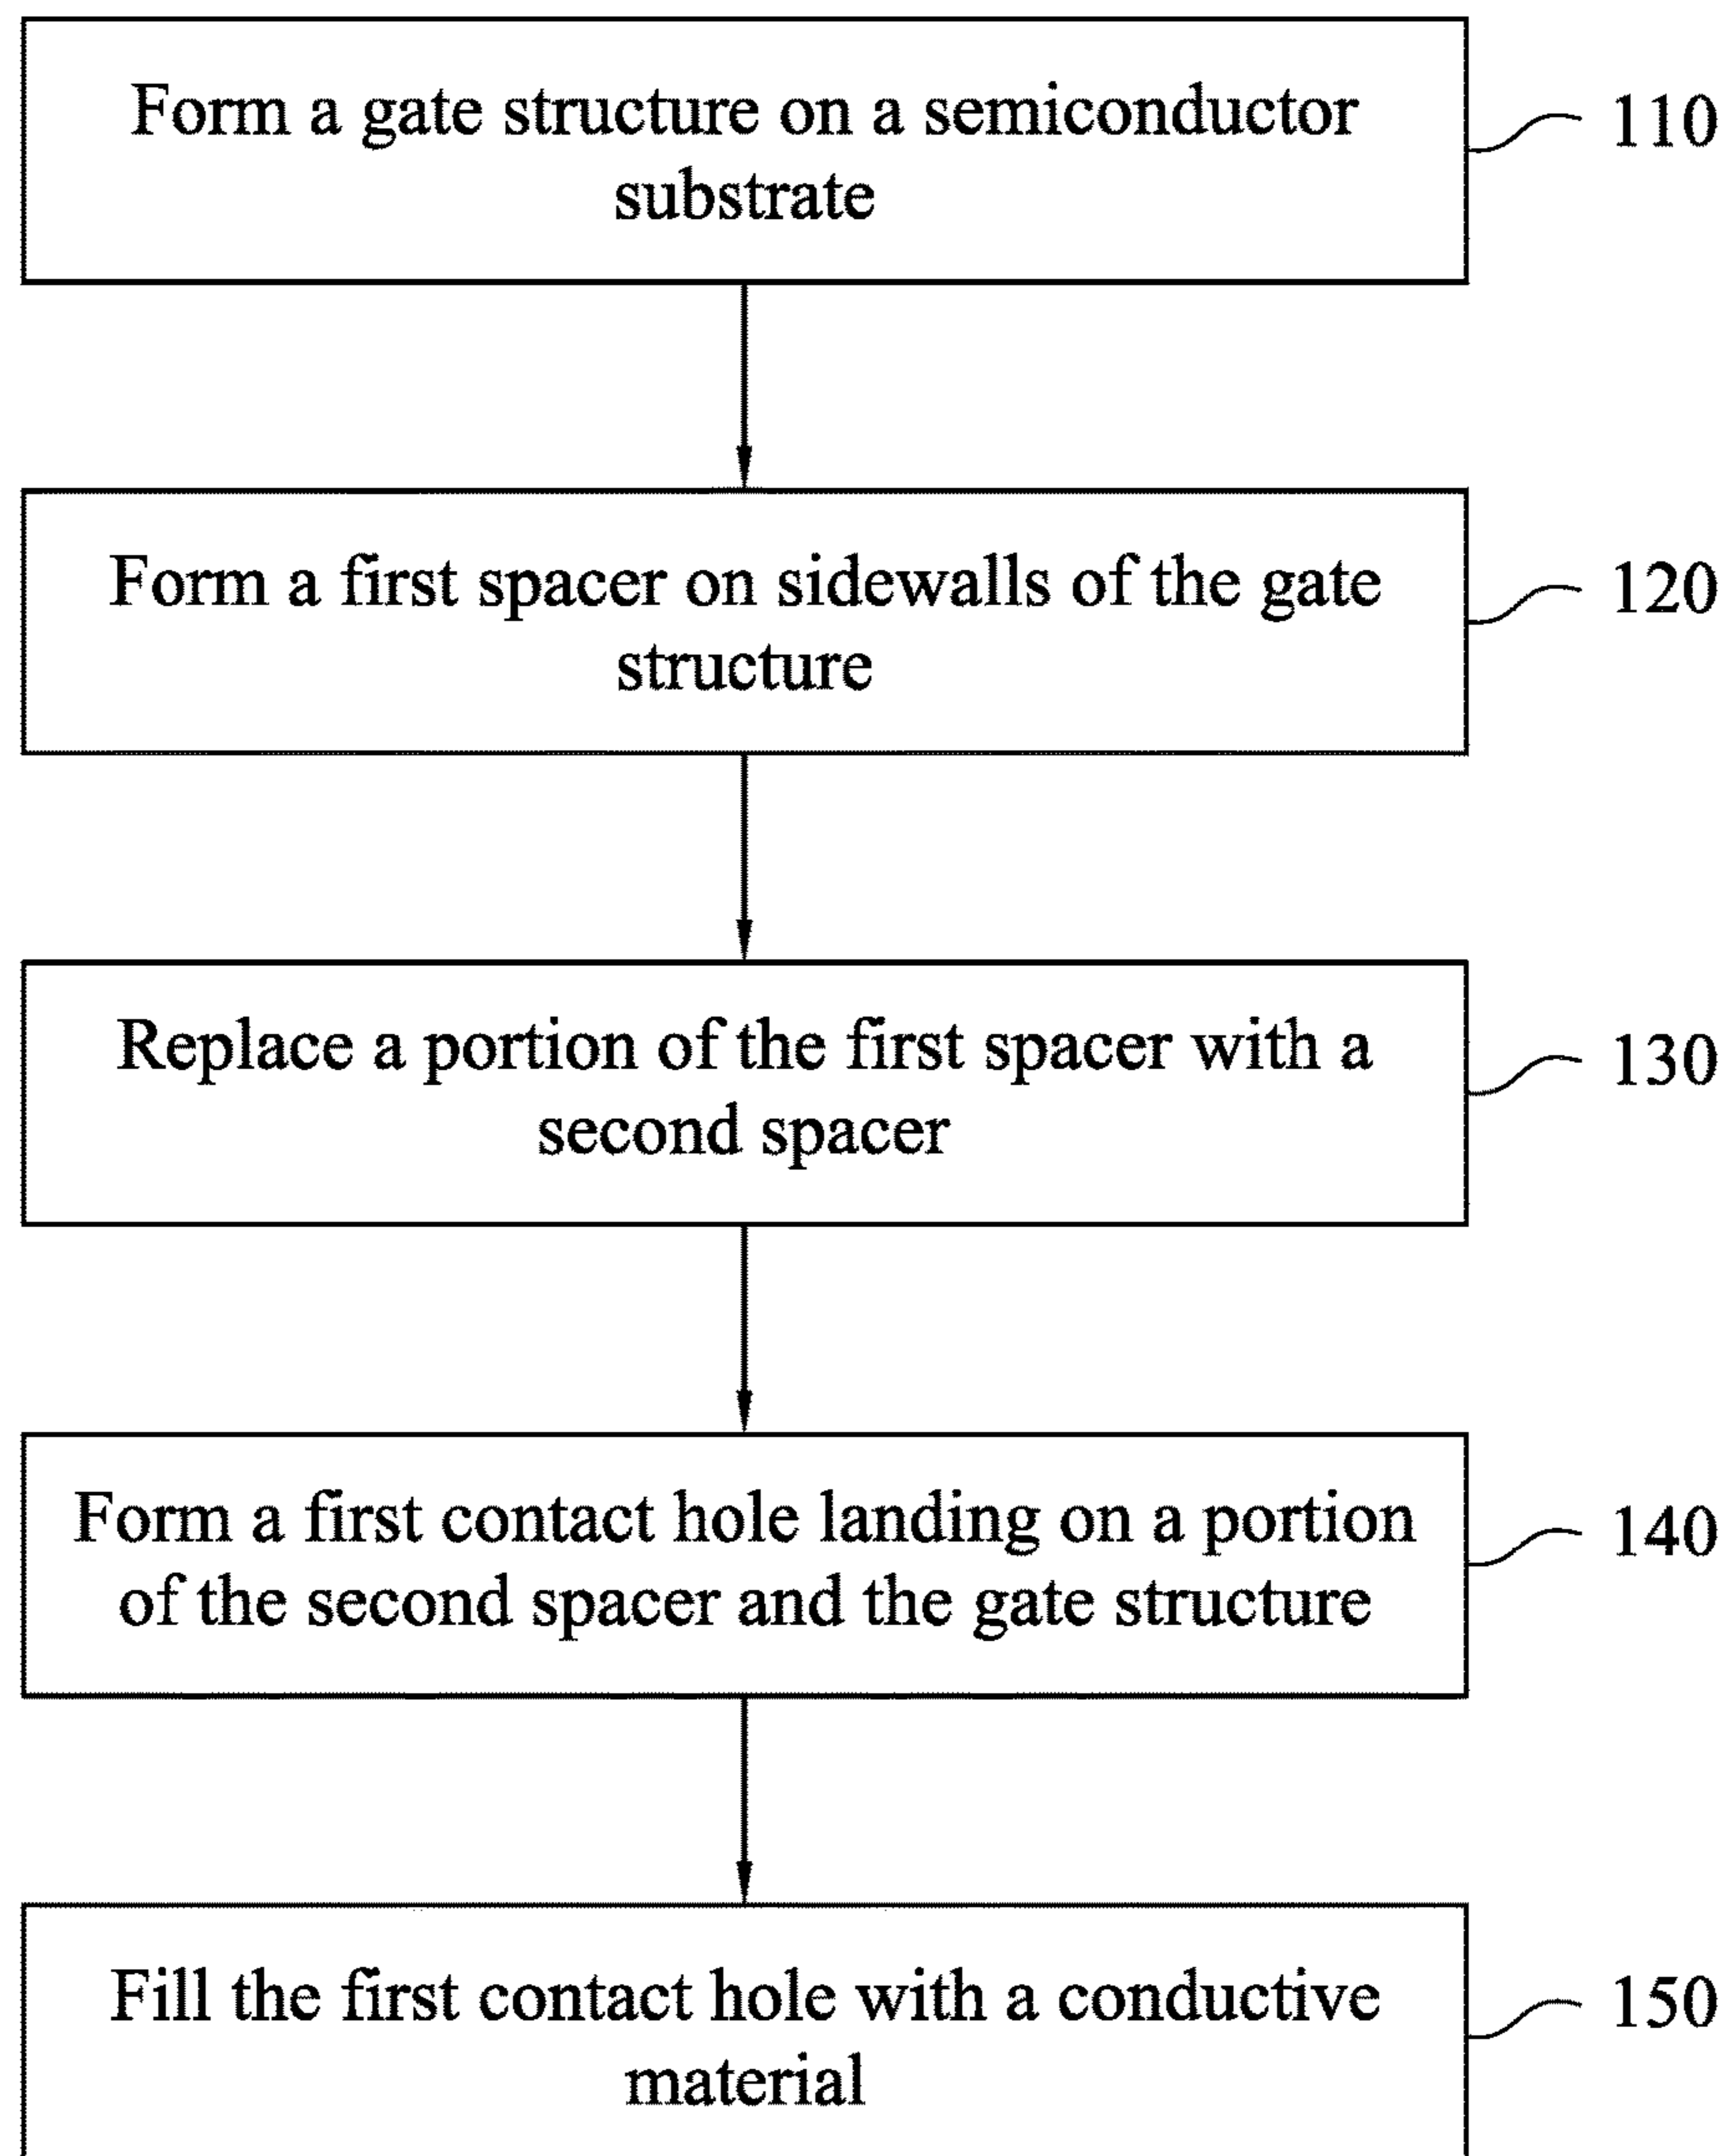 Form a gate structure on a semiconductor
substrate
110
Form a first spacer on sidewalls of the gate
structure
120
Replace a portion of the first spacer with a
second spacer
130
Form a first contact hole landing on a portion
of the second spacer and the gate structure
140
Fill the first contact hole with a conductive
material
150